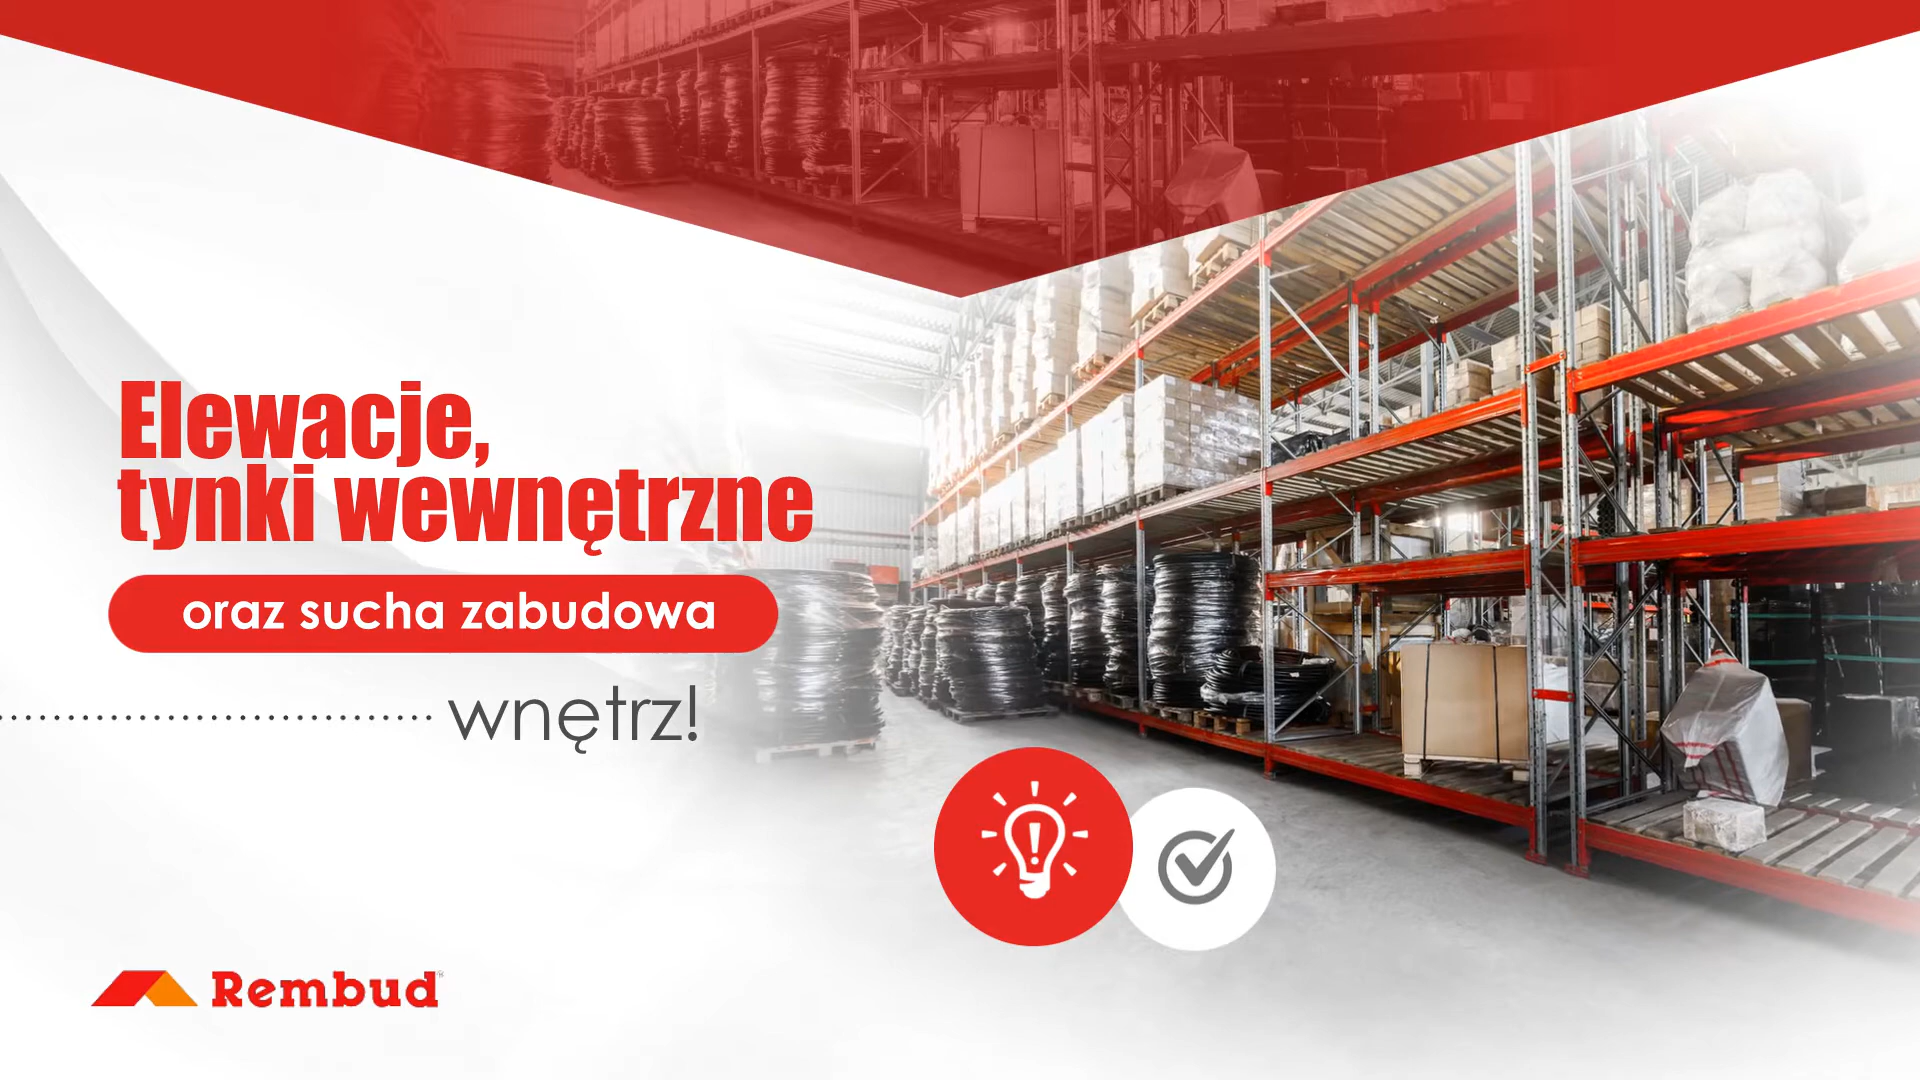 Elewacje,
tynki wewnętrzne
oraz sucha zabudowa
wnętrz!
Rembud®